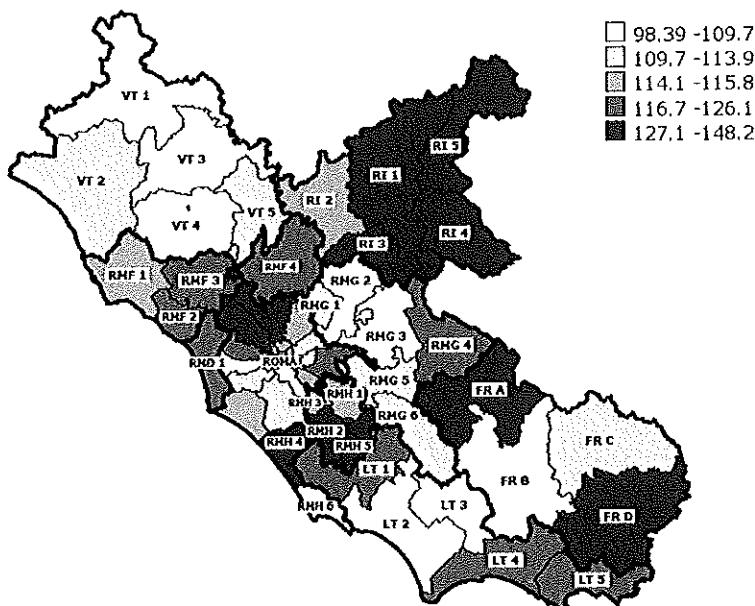 98.39 -109.7
109.7 -113.9
114.1 -115.8
116.7 -126.1
127.1 -148.2
VT 1
VT 3
VT 2
VT 5
VT 4
RI 5
RI 1
RI 2
RI 4
RI 3
RMF 1
RMF 3
RMF 4
RMF 2
RMG 2
RMG 1
RMG 3
RMG 4
RMD 1
ROMA
RMG 5
FR A
RMH 1
RMH 3
RMG 6
RMH 2
RMH 4
RMH 5
FR C
LT 1
FR B
RMH 6
LT 2
LT 3
FR D
LT 4
LT 5